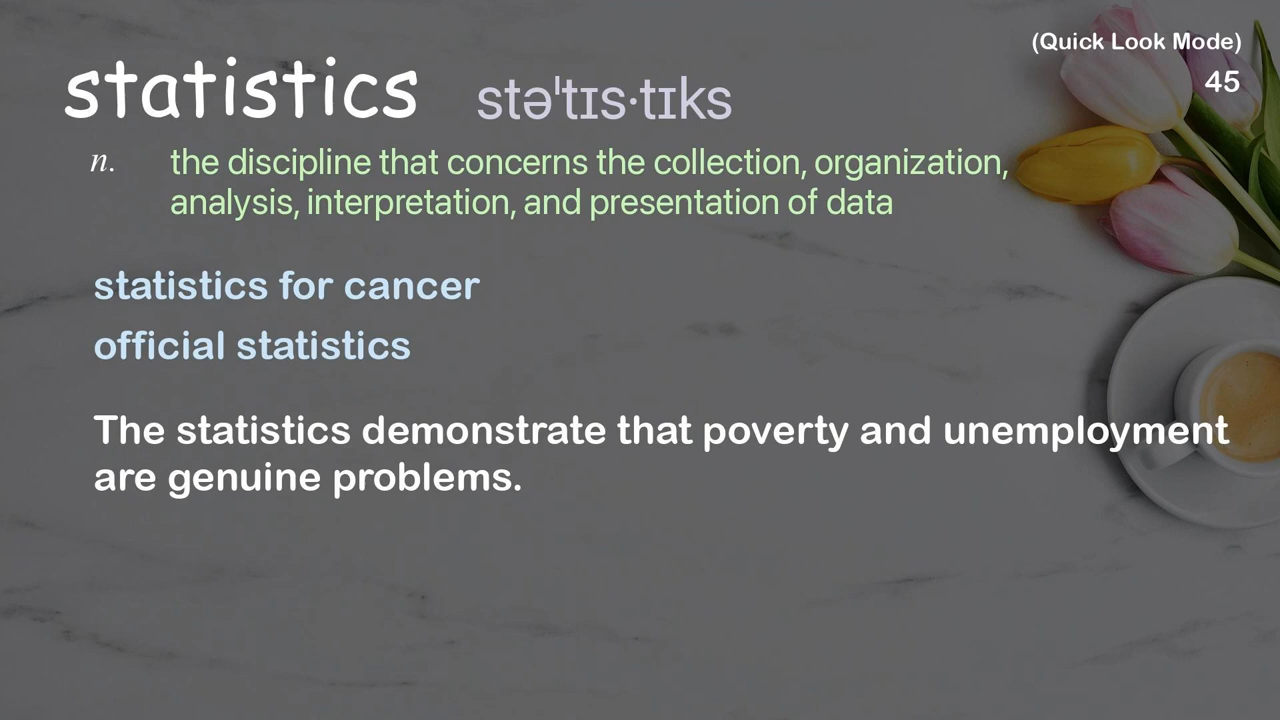 (Quick Look Mode)
statistics stəˈtɪs·tɪks
45
n. the discipline that concerns the collection, organization,
analysis, interpretation, and presentation of data
statistics for cancer
official statistics
The statistics demonstrate that poverty and unemployment
are genuine problems.